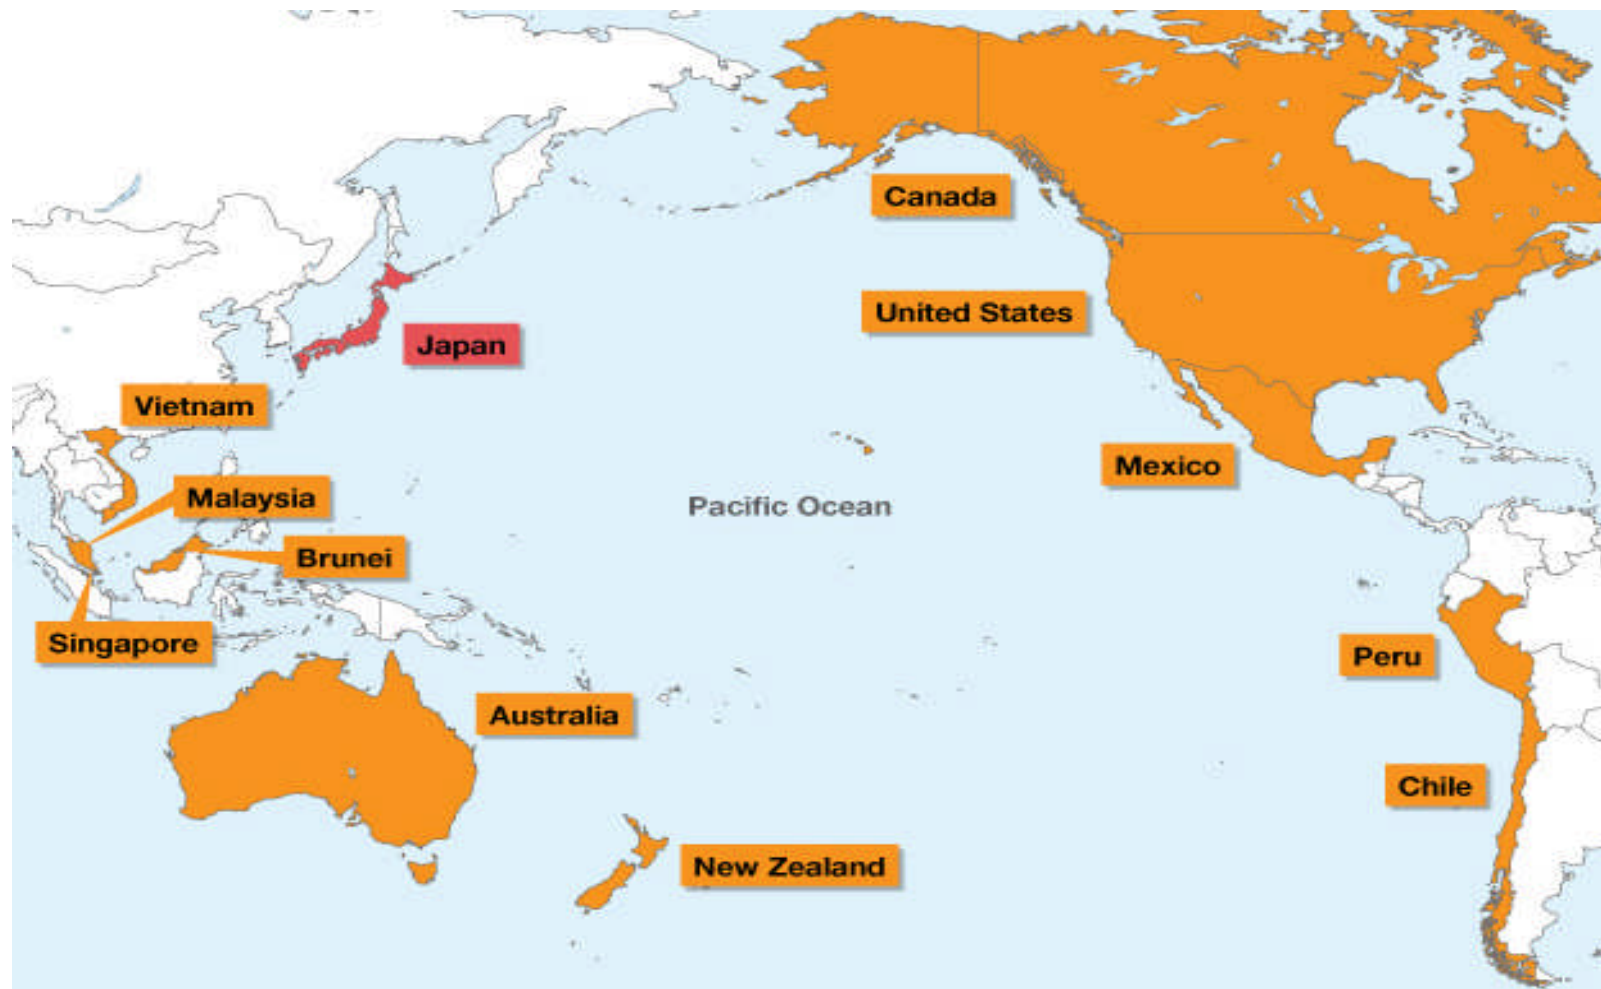 Canada
United States
Japan
Vietnam
Mexico
Malaysia
Pacific Ocean
Brunei
Singapore
Peru
Australia
Chile
New Zealand